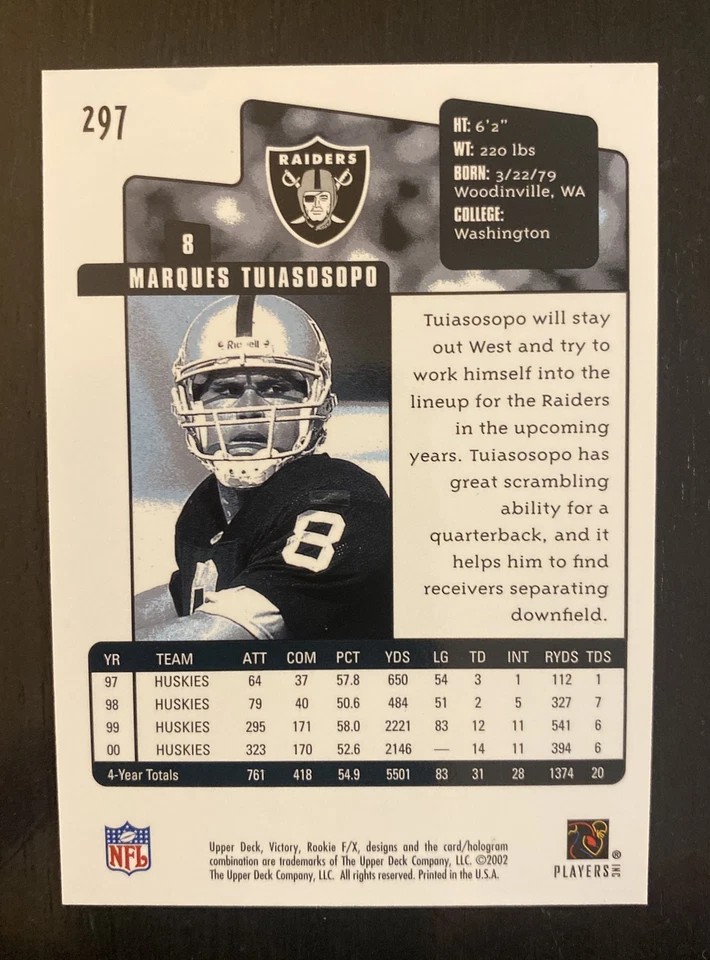 297
HT: 6'2"
WT: 220 lbs
BORN: 3/22/79
Woodinville, WA
COLLEGE:
Washington
RAIDERS
8
MARQUES TUIASOSOPO
Riddell
8
Tuiasosopo will stay
out West and try to
work himself into the
lineup for the Raiders
in the upcoming
years. Tuiasosopo has
great scrambling
ability for a
quarterback, and it
helps him to find
receivers separating
downfield.
YR TEAM ATT COM PCT YDS LG TD INT RYDS TDS
97 HUSKIES 64 37 57.8 650 54 3 1 112 1
98 HUSKIES 79 40 50.6 484 51 2 5 327 7
99 HUSKIES 295 171 58.0 2221 83 12 11 541 6
00 HUSKIES 323 170 52.6 2146 — 14 11 394 6
4-Year Totals 761 418 54.9 5501 83 31 28 1374 20
NFL
Upper Deck, Victory, Rookie F/X, designs and the card/hologram
combination are trademarks of The Upper Deck Company, LLC. ©2002
The Upper Deck Company, LLC. All rights reserved. Printed in the U.S.A.
PLAYERS INC ®